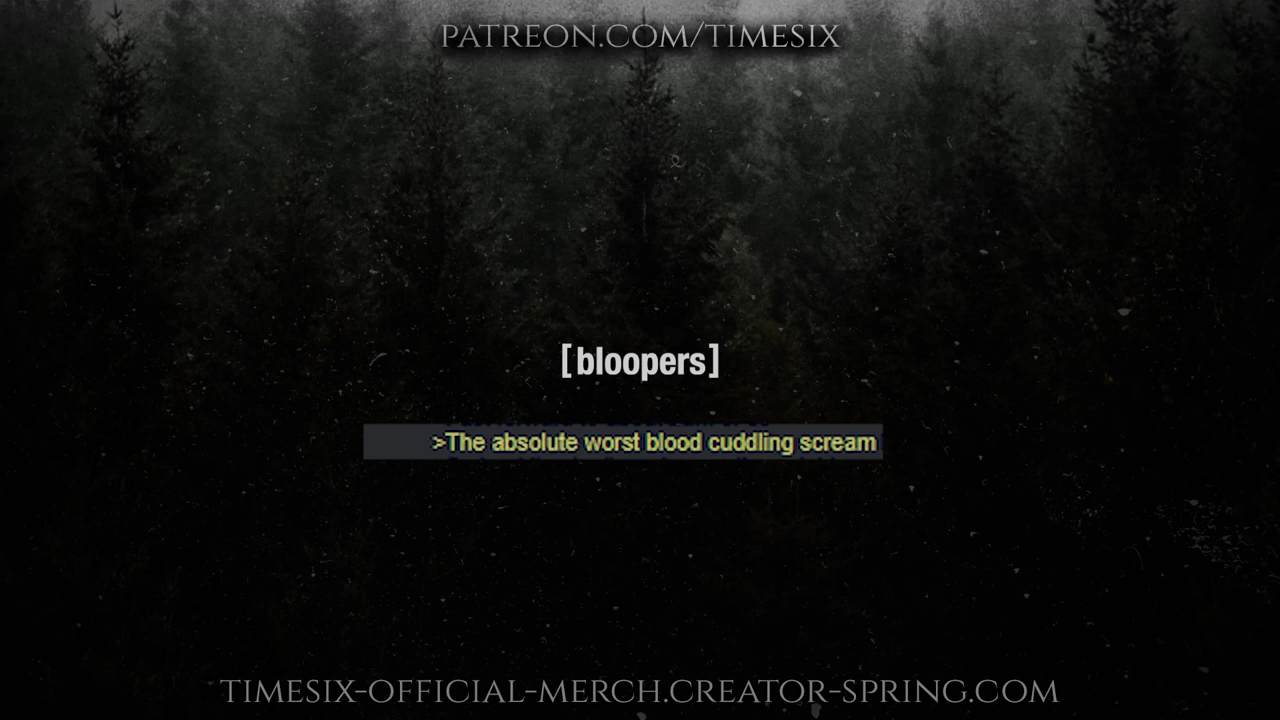 PATREON.COM/TIMESIX
[bloopers]
>The absolute worst blood cuddling scream
TIMESIX-OFFICIAL-MERCH.CREATOR-SPRING.COM